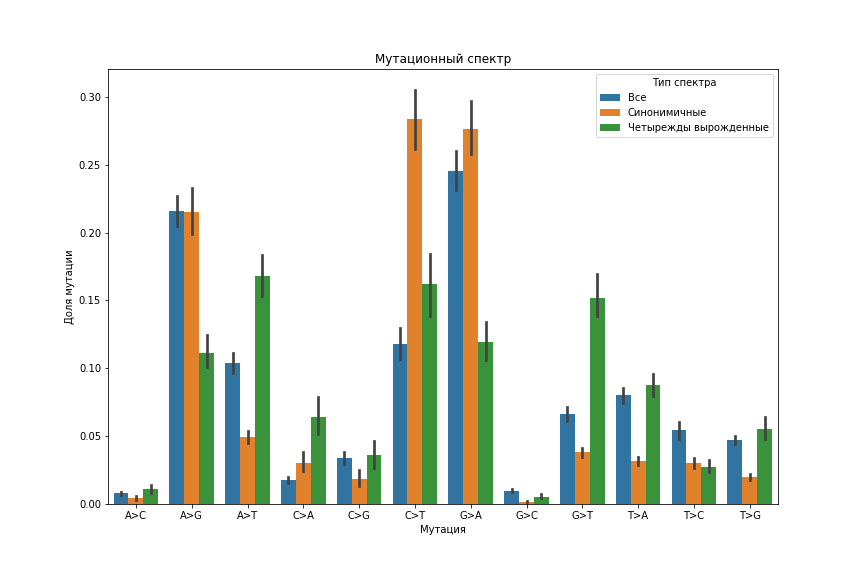 Мутационный спектр
Тип спектра
Все
Синонимичные
Четырежды вырожденные
Доля мутации
0.30
0.25
0.20
0.15
0.10
0.05
0.00
A>C A>G A>T C>A C>G C>T G>A G>C G>T T>A T>C T>G
Мутация